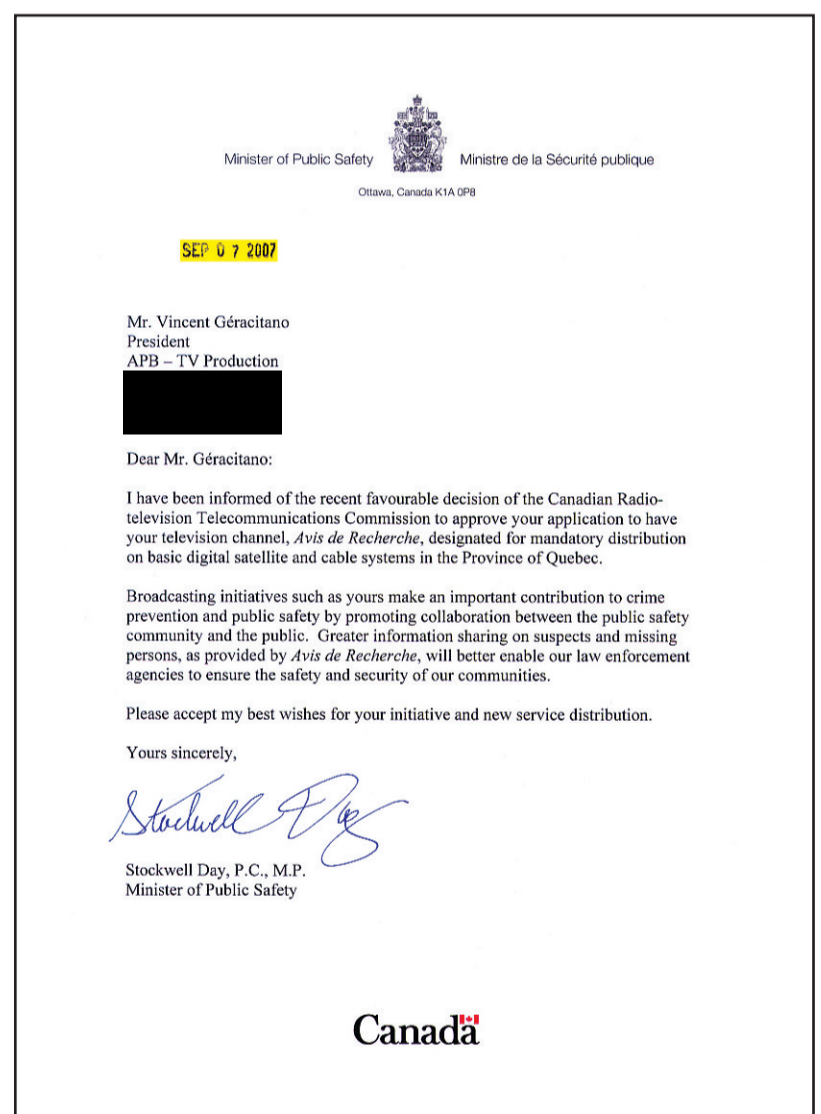 Minister of Public Safety
Ministre de la Sécurité publique
Ottawa, Canada K1A 0P8
SEP 0 7 2007
Mr. Vincent Géracitano
President
APB – TV Production
Dear Mr. Géracitano:
I have been informed of the recent favourable decision of the Canadian Radio-
television Telecommunications Commission to approve your application to have
your television channel, Avis de Recherche, designated for mandatory distribution
on basic digital satellite and cable systems in the Province of Quebec.
Broadcasting initiatives such as yours make an important contribution to crime
prevention and public safety by promoting collaboration between the public safety
community and the public.  Greater information sharing on suspects and missing
persons, as provided by Avis de Recherche, will better enable our law enforcement
agencies to ensure the safety and security of our communities.
Please accept my best wishes for your initiative and new service distribution.
Yours sincerely,
Stockwell Day
Stockwell Day, P.C., M.P.
Minister of Public Safety
Canada